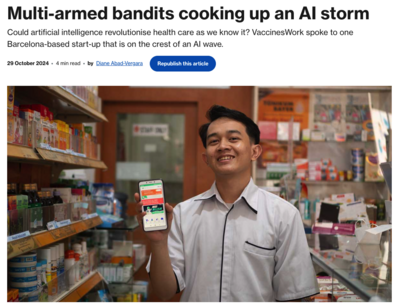 Multi-armed bandits cooking up an AI storm
Could artificial intelligence revolutionise health care as we know it? VaccinesWork spoke to one
Barcelona-based start-up that is on the crest of an AI wave.
29 October 2024 • 4 min read • by Diane Abad-Vergara Republish this article